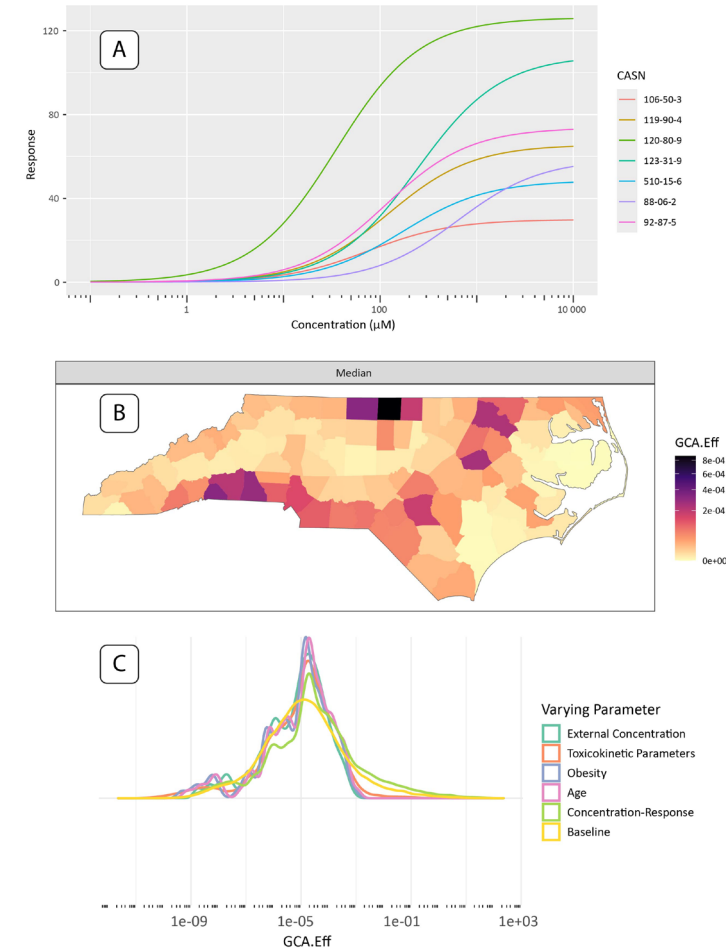 A
120
80
40
0
Response
1
100
10 000
Concentration (μM)
CASN
106-50-3
119-90-4
120-80-9
123-31-9
510-15-6
88-06-2
92-87-5
Median
B
GCA.Eff
8e-04
6e-04
4e-04
2e-04
0e+00
C
Varying Parameter
External Concentration
Toxicokinetic Parameters
Obesity
Age
Concentration-Response
Baseline
1e-09
1e-05
1e-01
1e+03
GCA.Eff